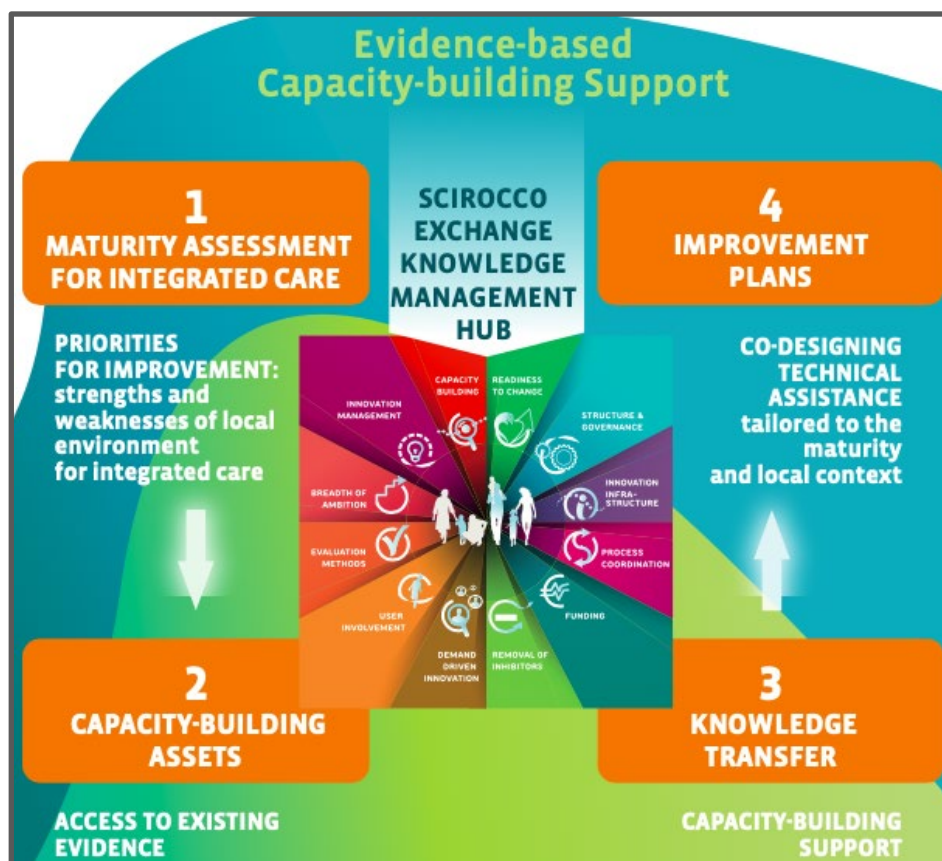 Evidence-based
Capacity-building Support
1
MATURITY ASSESSMENT
FOR INTEGRATED CARE
PRIORITIES
FOR IMPROVEMENT:
strengths and
weaknesses of local
environment
for integrated care
2
CAPACITY-BUILDING
ASSETS
ACCESS TO EXISTING
EVIDENCE
SCIROCCO
EXCHANGE
KNOWLEDGE
MANAGEMENT
HUB
CAPACITY
BUILDING
READINESS
TO CHANGE
INNOVATION
MANAGEMENT
STRUCTURE &
GOVERNANCE
BREADTH OF
AMBITION
INNOVATION
INFRA-
STRUCTURE
EVALUATION
METHODS
PROCESS
COORDINATION
USER
INVOLVEMENT
FUNDING
DEMAND
DRIVEN
INNOVATION
REMOVAL OF
INHIBITORS
4
IMPROVEMENT
PLANS
CO-DESIGNING
TECHNICAL
ASSISTANCE
tailored to the
maturity
and local context
3
KNOWLEDGE
TRANSFER
CAPACITY-BUILDING
SUPPORT